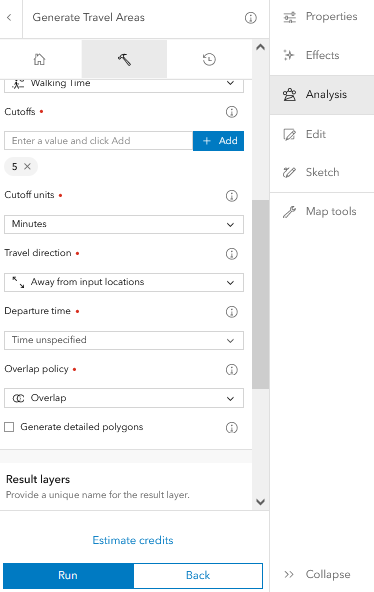 Generate Travel Areas
Walking Time
Cutoffs •
Enter a value and click Add
+ Add
5 ×
Cutoff units •
Minutes
Travel direction •
Away from input locations
Departure time •
Time unspecified
Overlap policy •
Overlap
Generate detailed polygons
Result layers
Provide a unique name for the result layer.
Estimate credits
Run
Back
Properties
Effects
Analysis
Edit
Sketch
Map tools
Collapse